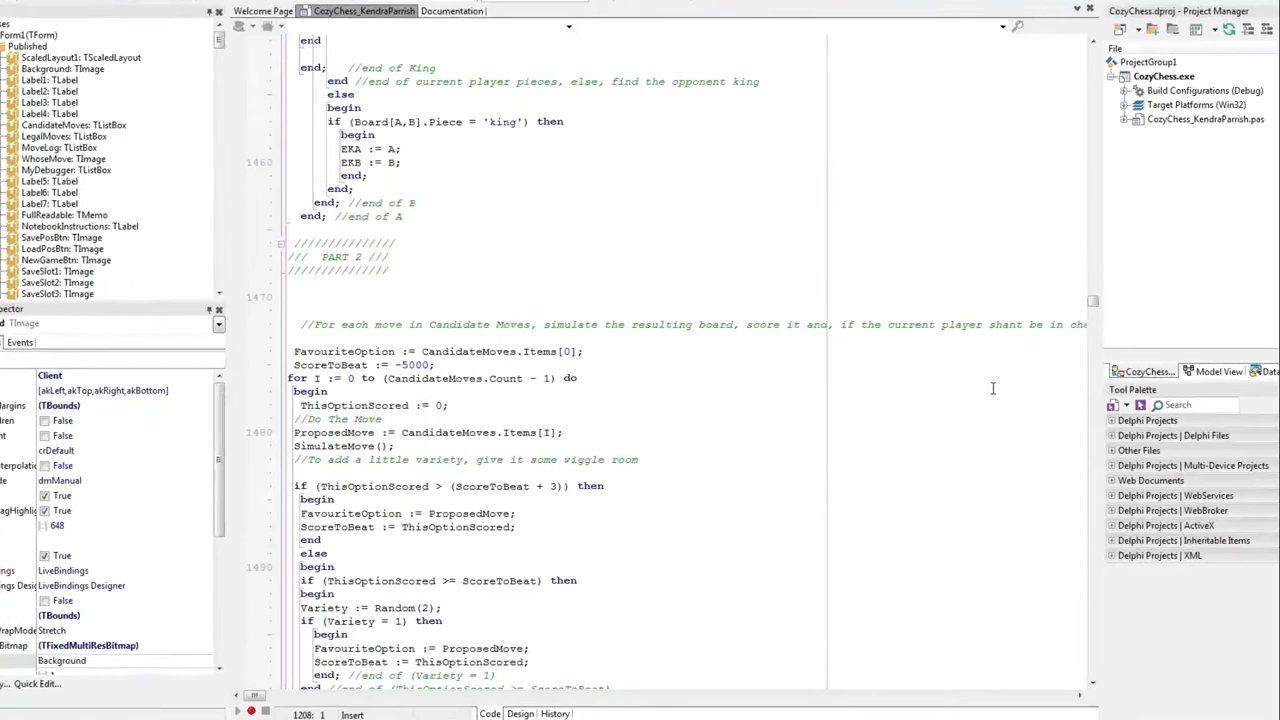 Welcome Page
CozyChess_KendraParrish
Documentation
CozyChess.dproj - Project Manager
Form1(TForm)
Published
ScaledLayout1: TScaledLayout
Background: TImage
Label1: TLabel
Label2: TLabel
Label3: TLabel
Label4: TLabel
CandidateMoves: TListBox
LegalMoves: TListBox
MoveLog: TListBox
WhoseMove: TImage
MyDebugger: TListBox
Label5: TLabel
Label6: TLabel
Label7: TLabel
FullReadable: TMemo
NotebookInstructions: TLabel
SavePosBtn: TImage
LoadPosBtn: TImage
NewGameBtn: TImage
SaveSlot1: TImage
SaveSlot2: TImage
SaveSlot3: TImage
TImage
Events
Client
[akLeft,akTop,akRight,akBottom]
(TBounds)
False
False
crDefault
False
dmManual
True
True
648
True
LiveBindings
LiveBindings Designer
False
(TBounds)
Stretch
(TFixedMultiResBitmap)
Background
Quick Edit...
end
end; //end of King
end //end of current player pieces, else, find the opponent king
else
begin
if (Board[A,B].Piece = 'king') then
begin
EKA := A;
1460 EKB := B;
end;
end;
end; //end of B
end; //end of A
///////////////
/// PART 2 ///
///////////////
1470
//For each move in Candidate Moves, simulate the resulting board, score it and, if the current player shant be in che
FavouriteOption := CandidateMoves.Items[0];
ScoreToBeat := -5000;
for I := 0 to (CandidateMoves.Count - 1) do
begin
ThisOptionScored := 0;
//Do The Move
1480 ProposedMove := CandidateMoves.Items[I];
SimulateMove();
//To add a little variety, give it some wiggle room
if (ThisOptionScored > (ScoreToBeat + 3)) then
begin
FavouriteOption := ProposedMove;
ScoreToBeat := ThisOptionScored;
end
else
1490 begin
if (ThisOptionScored >= ScoreToBeat) then
begin
Variety := Random(2);
if (Variety = 1) then
begin
FavouriteOption := ProposedMove;
ScoreToBeat := ThisOptionScored;
end; //end of (Variety = 1)
end //end of (ThisOptionScored >= ScoreToBeat)
1208: 1 Insert
Code Design History
File
ProjectGroup1
CozyChess.exe
Build Configurations (Debug)
Target Platforms (Win32)
CozyChess_KendraParrish.pas
CozyChess... Model View Data
Tool Palette
Search
Delphi Projects
Delphi Projects | Delphi Files
Other Files
Delphi Projects | Multi-Device Projects
Web Documents
Delphi Projects | WebServices
Delphi Projects | WebBroker
Delphi Projects | ActiveX
Delphi Projects | Inheritable Items
Delphi Projects | XML